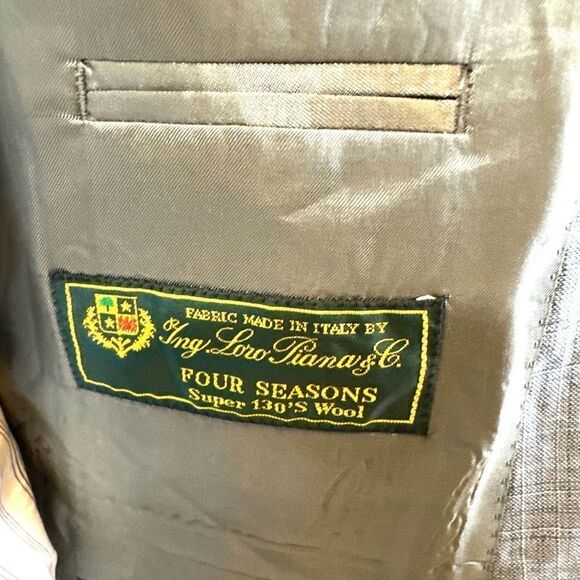 FABRIC MADE IN ITALY BY
Ing. Loro Piana & C.
FOUR SEASONS
Super 130'S Wool